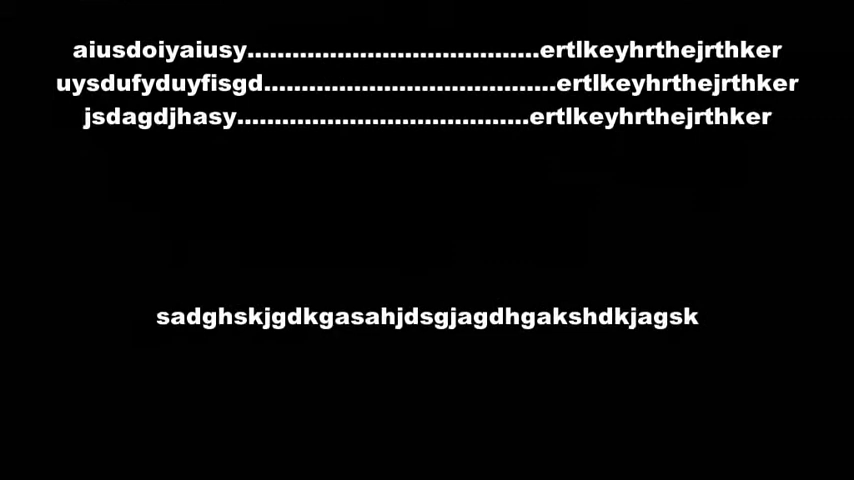 aiusdoiyaiusy.......................................ertlkeyhrthejrthker
uysdufyduyfisgd.......................................ertlkeyhrthejrthker
jsdagdjhasy.......................................ertlkeyhrthejrthker
sadghskjgdkgasahjdsgjagdhgakshdkjagsk